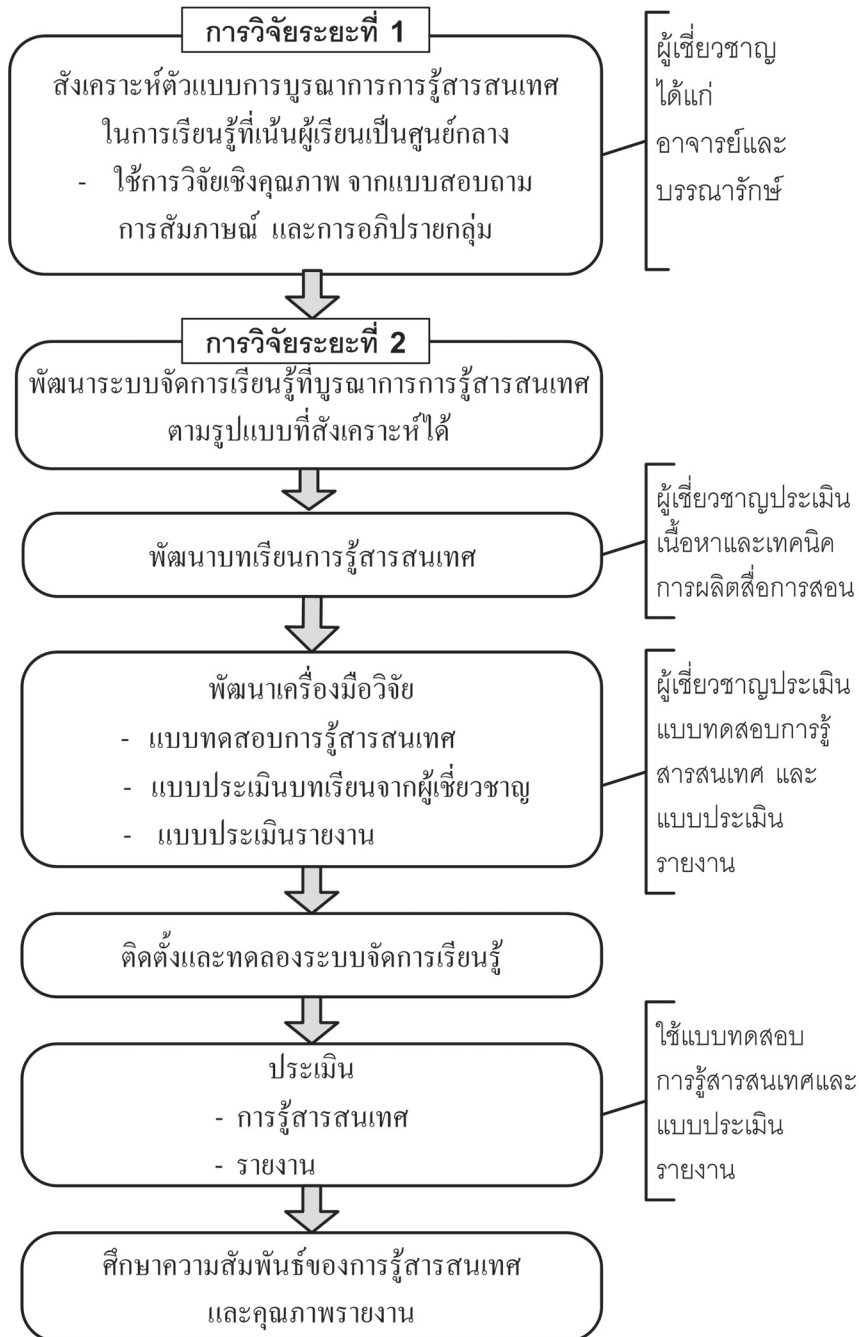 การวิจัยระยะที่ 1
สังเคราะห์ตัวแบบการบูรณาการการรู้สารสนเทศ
ในการเรียนรู้ที่เน้นผู้เรียนเป็นศูนย์กลาง
- ใช้การวิจัยเชิงคุณภาพ จากแบบสอบถาม
การสัมภาษณ์ และการอภิปรายกลุ่ม
ผู้เชี่ยวชาญ
ได้แก่
อาจารย์และ
บรรณารักษ์
การวิจัยระยะที่ 2
พัฒนาระบบจัดการเรียนรู้ที่บูรณาการการรู้สารสนเทศ
ตามรูปแบบที่สังเคราะห์ได้
พัฒนาบทเรียนการรู้สารสนเทศ
ผู้เชี่ยวชาญประเมิน
เนื้อหาและเทคนิค
การผลิตสื่อการสอน
พัฒนาเครื่องมือวิจัย
- แบบทดสอบการรู้สารสนเทศ
- แบบประเมินบทเรียนจากผู้เชี่ยวชาญ
- แบบประเมินรายงาน
ผู้เชี่ยวชาญประเมิน
แบบทดสอบการรู้
สารสนเทศ และ
แบบประเมิน
รายงาน
ติดตั้งและทดลองระบบจัดการเรียนรู้
ประเมิน
- การรู้สารสนเทศ
- รายงาน
ใช้แบบทดสอบ
การรู้สารสนเทศและ
แบบประเมิน
รายงาน
ศึกษาความสัมพันธ์ของการรู้สารสนเทศ
และคุณภาพรายงาน